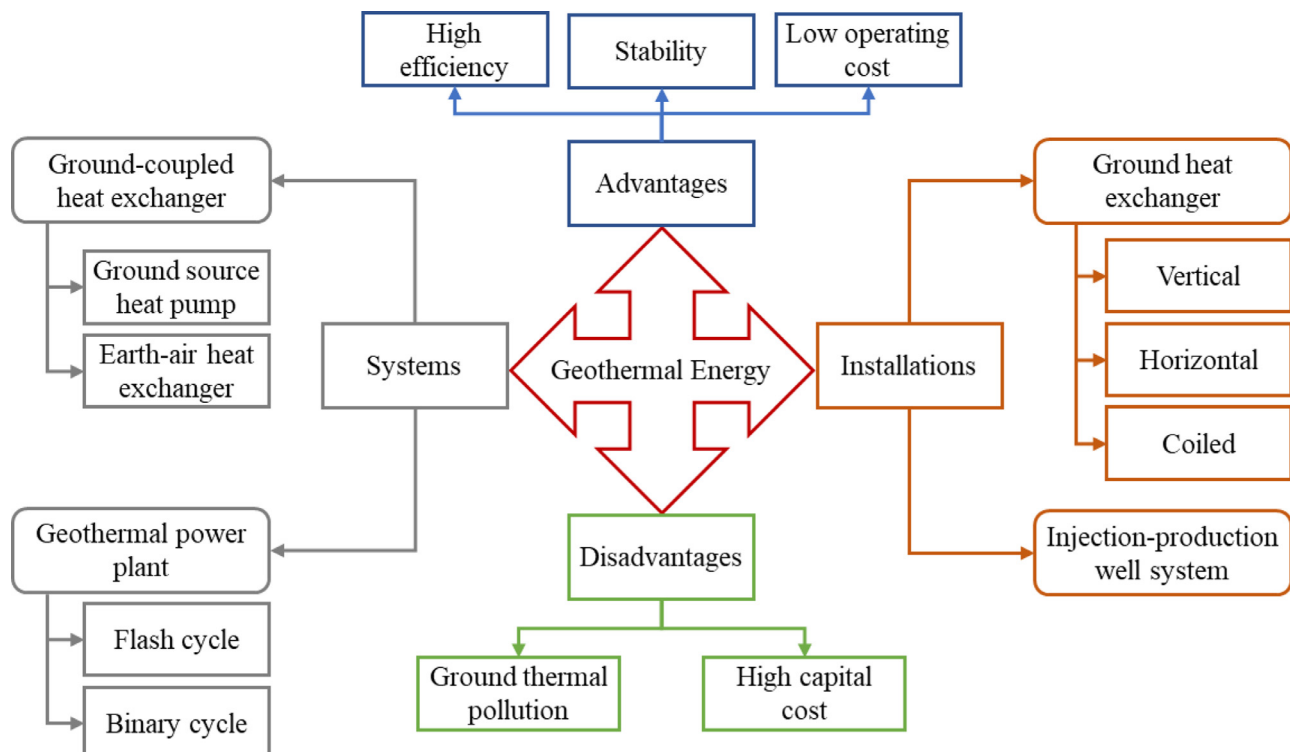 High
efficiency
Stability
Low operating
cost
Advantages
Ground-coupled
heat exchanger
Ground source
heat pump
Earth-air heat
exchanger
Systems
Geothermal power
plant
Flash cycle
Binary cycle
Geothermal Energy
Installations
Ground heat
exchanger
Vertical
Horizontal
Coiled
Injection-production
well system
Disadvantages
Ground thermal
pollution
High capital
cost